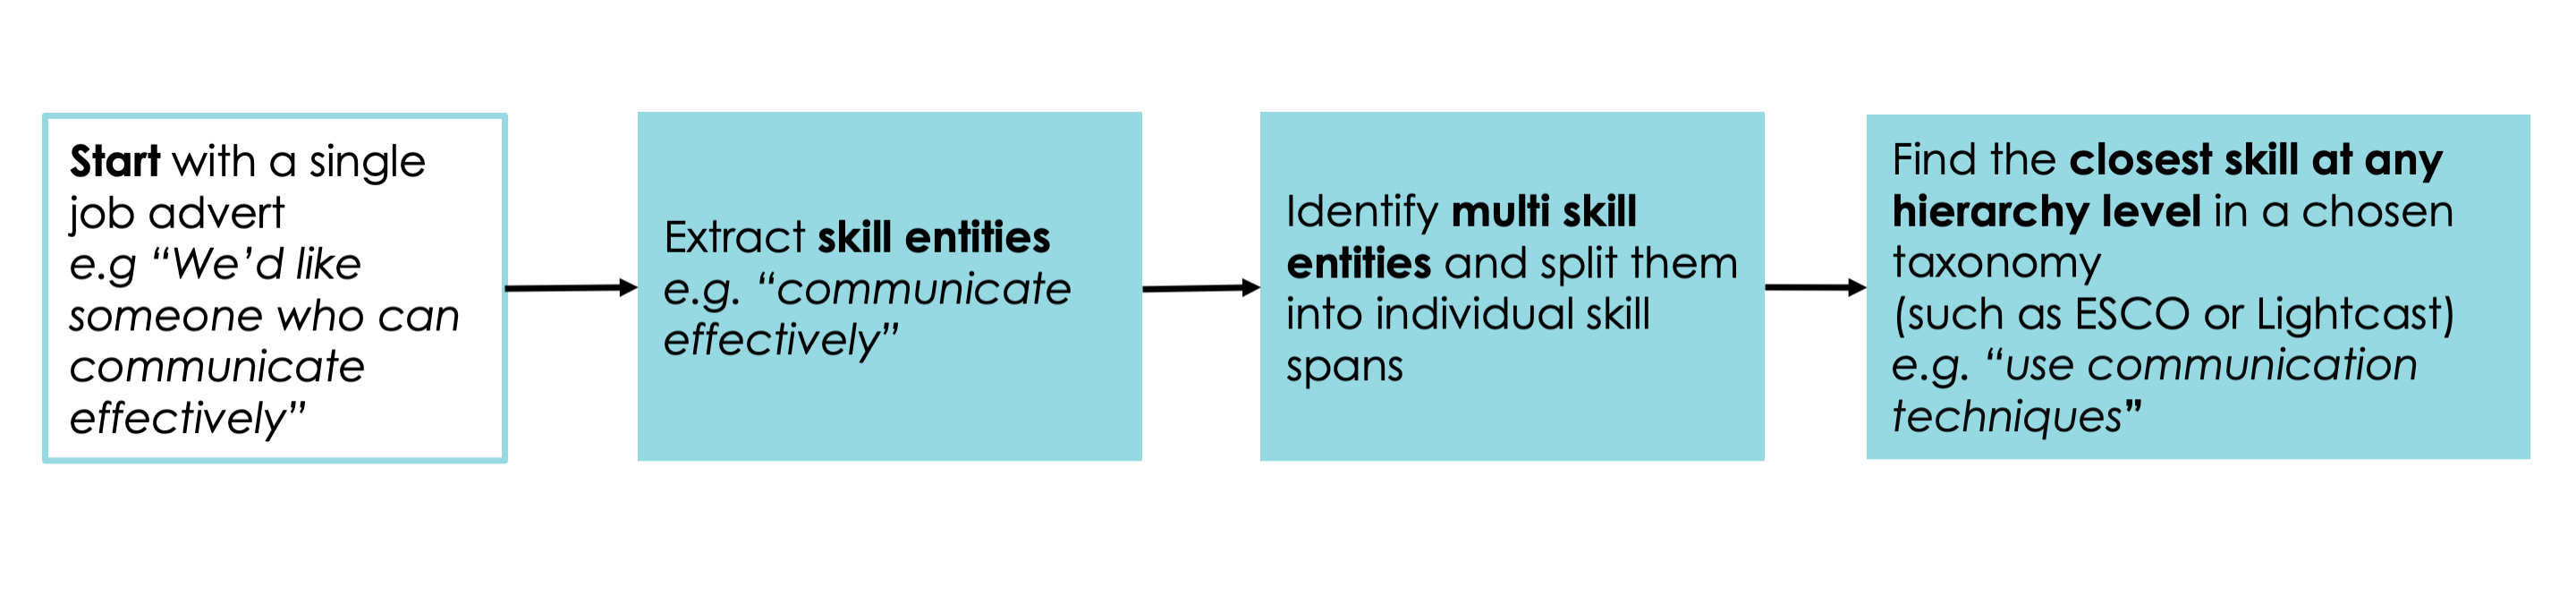 Start with a single
job advert
e.g “We’d like
someone who can
communicate
effectively”
Extract skill entities
e.g. “communicate
effectively”
Identify multi skill
entities and split them
into individual skill
spans
Find the closest skill at any
hierarchy level in a chosen
taxonomy
(such as ESCO or Lightcast)
e.g. “use communication
techniques”